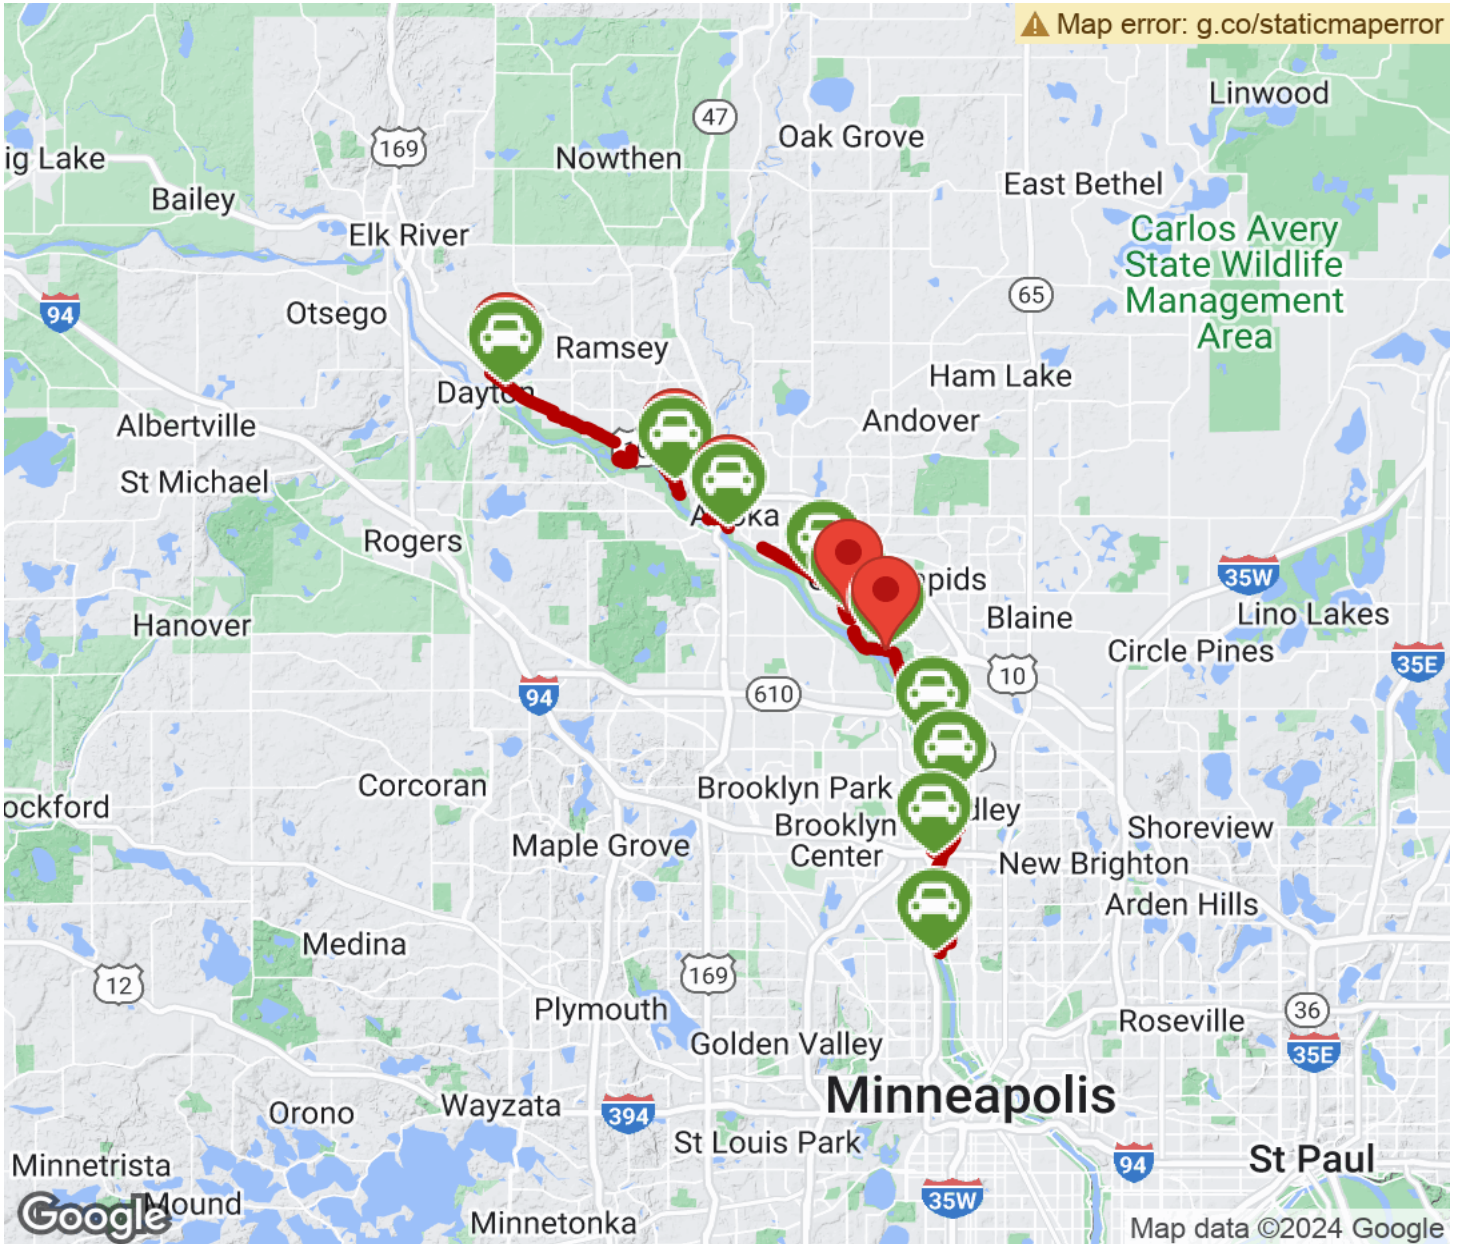 Map error: g.co/staticmaperror
Linwood
47
Oak Grove
169
ig Lake
Nowthen
East Bethel
Bailey
Carlos Avery
State Wildlife
Management
Area
Elk River
65
94
Otsego
Ramsey
Ham Lake
Dayton
Albertville
Andover
St Michael
Rogers
35W
pids
Lino Lakes
Hanover
Blaine
Circle Pines
35E
10
610
94
Corcoran
Brooklyn Park
ockford
dley
Brooklyn
Center
Shoreview
Maple Grove
New Brighton
Arden Hills
Medina
169
12
Plymouth
36
Roseville
Golden Valley
35E
Minneapolis
Orono
Wayzata
394
St Louis Park
94
St Paul
Minnetrista
Mound
35W
Google
Minnetonka
Map data ©2024 Google